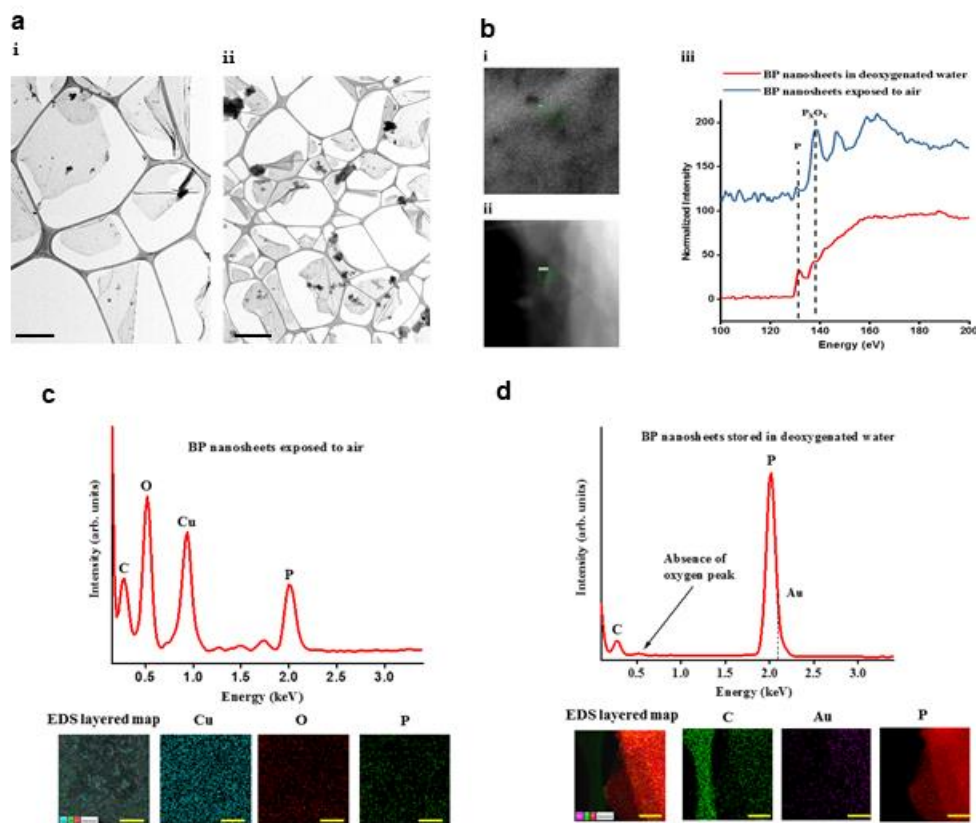 a
i
ii
b
i
ii
iii
BP nanosheets in deoxygenated water
BP nanosheets exposed to air
PXOY
P
200
150
100
50
0
Normalized Intensity
100 120 140 160 180 200
Energy (eV)
c
BP nanosheets exposed to air
C
O
Cu
P
Intensity (arb. units)
0.5 1.0 1.5 2.0 2.5 3.0
Energy (keV)
EDS layered map Cu O P
d
BP nanosheets stored in deoxygenated water
P
Absence of
oxygen peak
Au
C
Intensity (arb. units)
0.5 1.0 1.5 2.0 2.5 3.0
Energy (keV)
EDS layered map C Au P